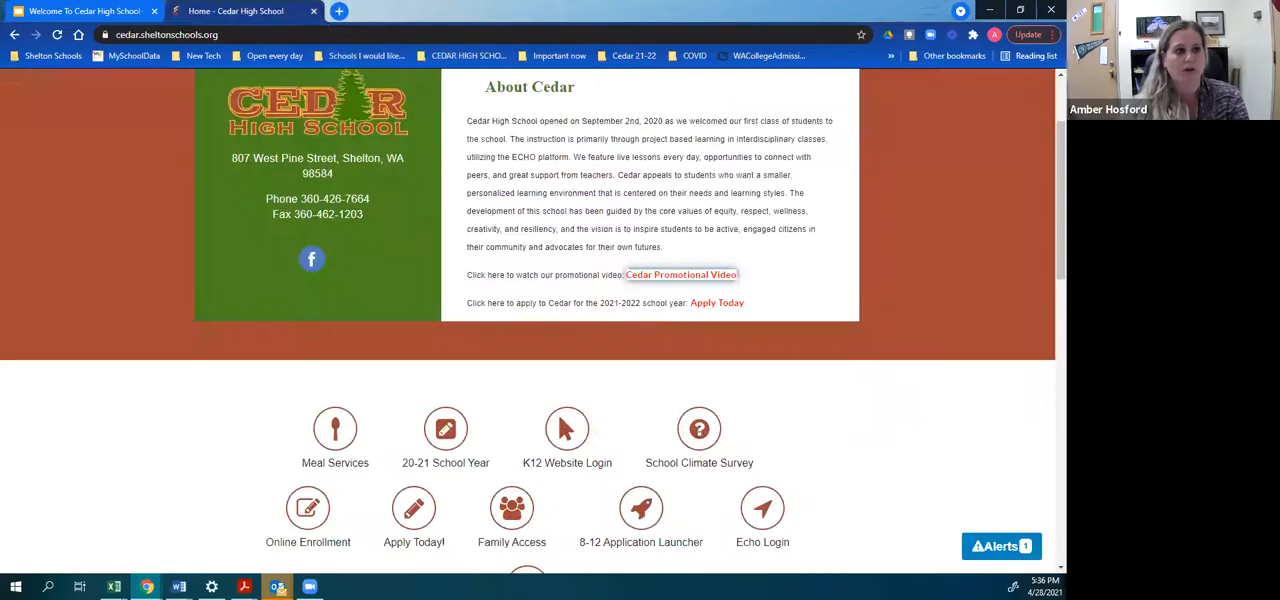 Welcome To Cedar High School-
Home - Cedar High School
cedar.sheltonschools.org
Update
Shelton Schools
MySchoolData
New Tech
Open every day
Schools I would like...
CEDAR HIGH SCHO...
Important now
Cedar 21-22
COVID
WACollegeAdmissi...
»
Other bookmarks
Reading list
Amber Hosford
CEDAR
HIGH SCHOOL
807 West Pine Street, Shelton, WA
98584
Phone 360-426-7664
Fax 360-462-1203
f
About Cedar
Cedar High School opened on September 2nd, 2020 as we welcomed our first class of students to
the school. The instruction is primarily through project based learning in interdisciplinary classes,
utilizing the ECHO platform. We feature live lessons every day, opportunities to connect with
peers, and great support from teachers. Cedar appeals to students who want a smaller,
personalized learning environment that is centered on their needs and learning styles. The
development of this school has been guided by the core values of equity, respect, wellness,
creativity, and resiliency, and the vision is to inspire students to be active, engaged citizens in
their community and advocates for their own futures.
Click here to watch our promotional video: Cedar Promotional Video
Click here to apply to Cedar for the 2021-2022 school year: Apply Today
Meal Services
20-21 School Year
K12 Website Login
School Climate Survey
Online Enrollment
Apply Today!
Family Access
8-12 Application Launcher
Echo Login
Alerts 1
5:36 PM
4/28/2021